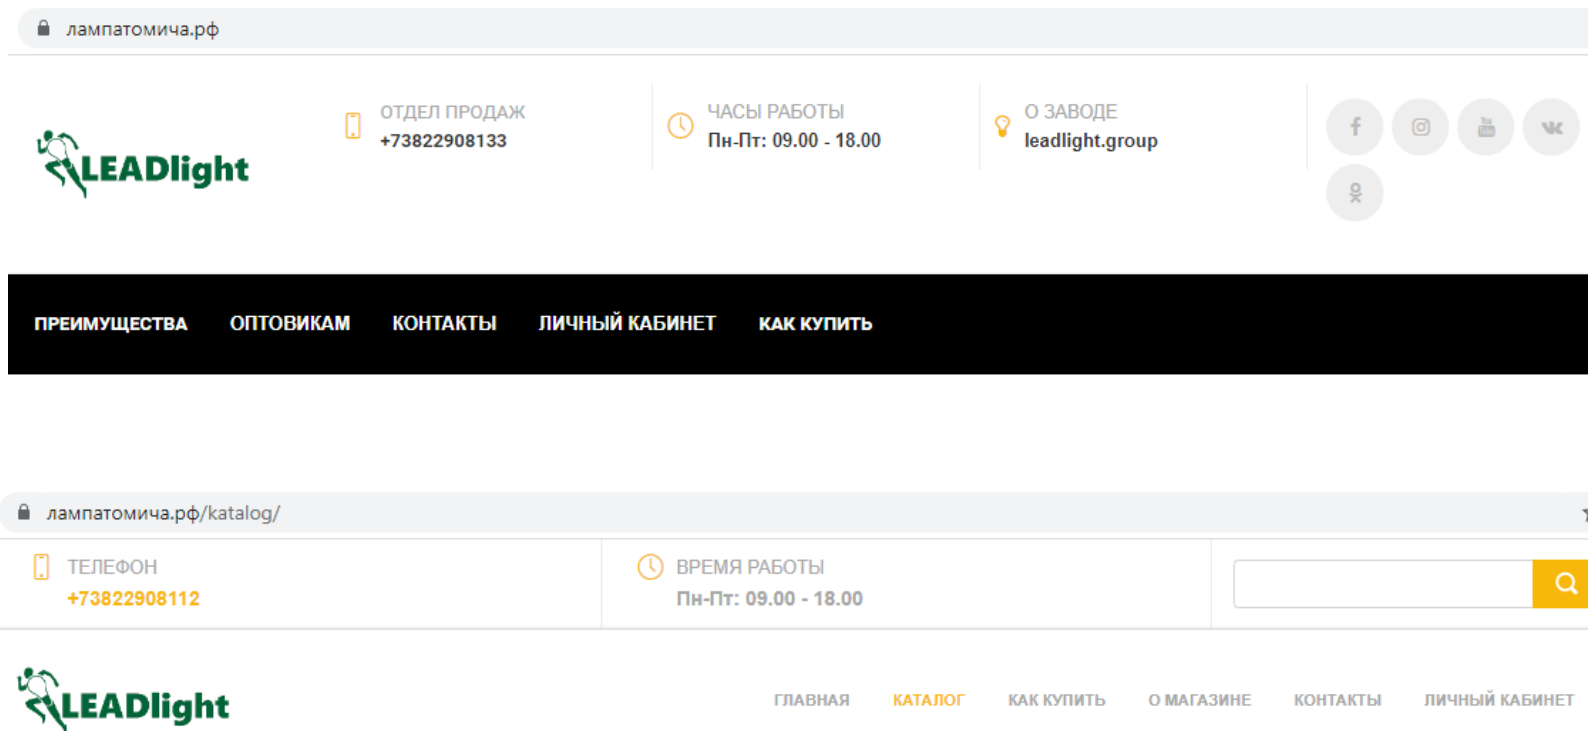 лампатомича.рф
LEADlight
ОТДЕЛ ПРОДАЖ
+73822908133
ЧАСЫ РАБОТЫ
Пн-Пт: 09.00 - 18.00
О ЗАВОДЕ
leadlight.group
ПРЕИМУЩЕСТВА ОПТОВИКАМ КОНТАКТЫ ЛИЧНЫЙ КАБИНЕТ КАК КУПИТЬ
лампатомича.рф/katalog/
ТЕЛЕФОН
+73822908112
ВРЕМЯ РАБОТЫ
Пн-Пт: 09.00 - 18.00
LEADlight
ГЛАВНАЯ КАТАЛОГ КАК КУПИТЬ О МАГАЗИНЕ КОНТАКТЫ ЛИЧНЫЙ КАБИНЕТ